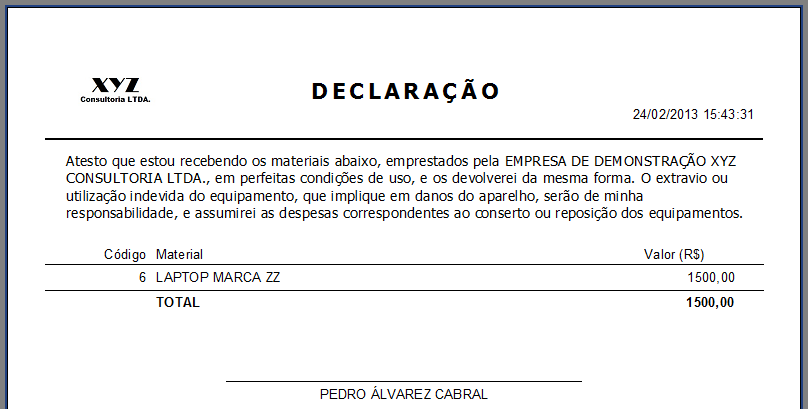 XYZ
Consultoria LTDA.
DECLARAÇÃO
24/02/2013 15:43:31
Atesto que estou recebendo os materiais abaixo, emprestados pela EMPRESA DE DEMONSTRAÇÃO XYZ
CONSULTORIA LTDA., em perfeitas condições de uso, e os devolverei da mesma forma. O extravio ou
utilização indevida do equipamento, que implique em danos do aparelho, serão de minha
responsabilidade, e assumirei as despesas correspondentes ao conserto ou reposição dos equipamentos.
Código Material Valor (R$)
6 LAPTOP MARCA ZZ 1500,00
TOTAL 1500,00
PEDRO ÁLVAREZ CABRAL